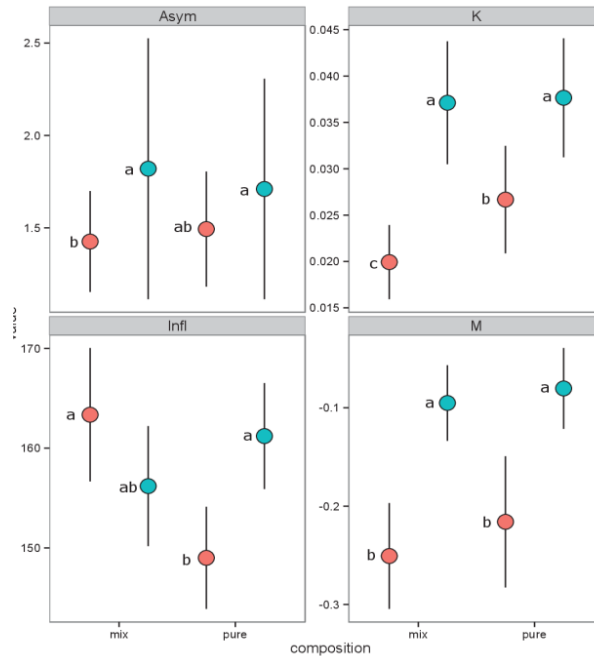 Asym
K
2.5
2.0
1.5
b
a
ab
a
0.045
0.040
0.035
0.030
0.025
0.020
0.015
c
a
b
a
value
Infl
M
170
160
150
a
ab
b
a
-0.1
-0.2
-0.3
b
a
b
a
mix
pure
mix
pure
composition